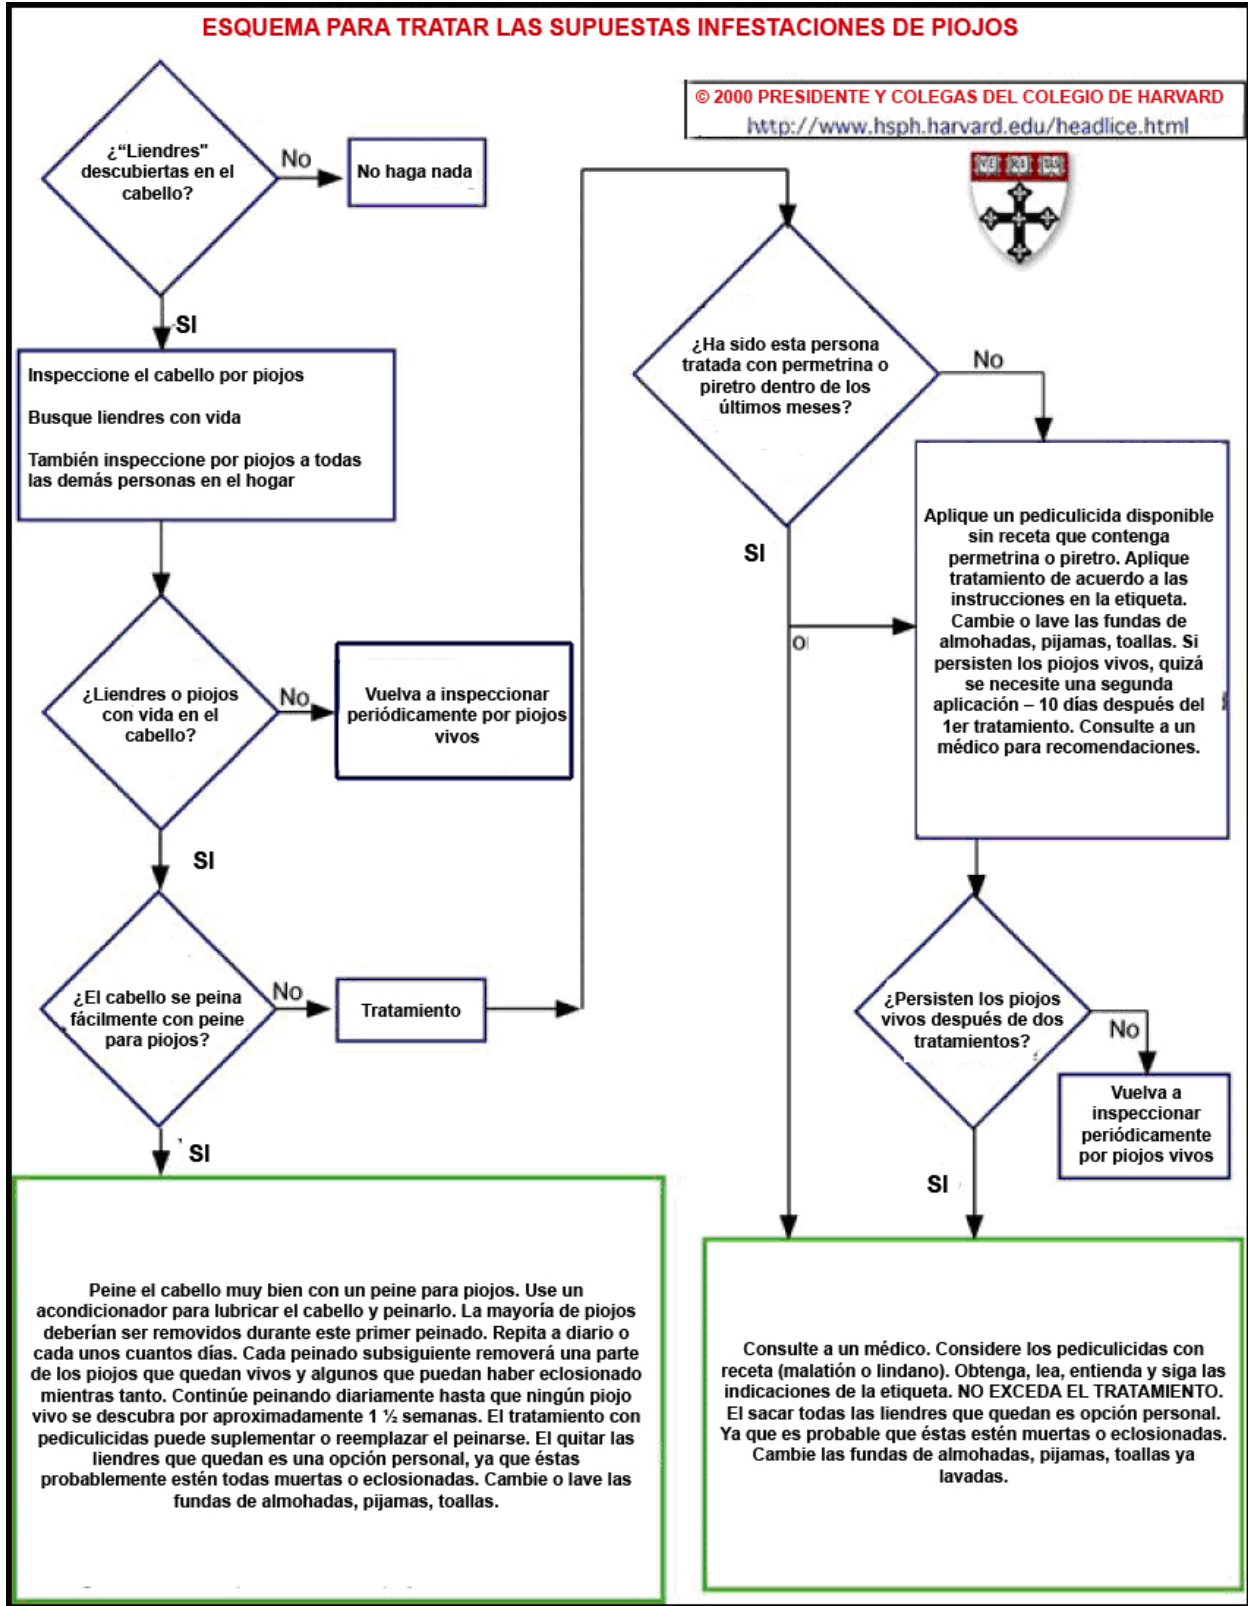 ESQUEMA PARA TRATAR LAS SUPUESTAS INFESTACIONES DE PIOJOS
© 2000 PRESIDENTE Y COLEGAS DEL COLEGIO DE HARVARD
http://www.hsph.harvard.edu/headlice.html
VE RI TAS
¿“Liendres"
descubiertas en el
cabello?
No
No haga nada
SI
Inspeccione el cabello por piojos
Busque liendres con vida
También inspeccione por piojos a todas
las demás personas en el hogar
¿Liendres o piojos
con vida en el
cabello?
No
Vuelva a inspeccionar
periódicamente por piojos
vivos
SI
¿El cabello se peina
fácilmente con peine
para piojos?
No
Tratamiento
SI
Peine el cabello muy bien con un peine para piojos. Use un
acondicionador para lubricar el cabello y peinarlo. La mayoría de piojos
deberían ser removidos durante este primer peinado. Repita a diario o
cada unos cuantos días. Cada peinado subsiguiente removerá una parte
de los piojos que quedan vivos y algunos que puedan haber eclosionado
mientras tanto. Continúe peinando diariamente hasta que ningún piojo
vivo se descubra por aproximadamente 1 ½ semanas. El tratamiento con
pediculicidas puede suplementar o reemplazar el peinarse. El quitar las
liendres que quedan es una opción personal, ya que éstas
probablemente estén todas muertas o eclosionadas. Cambie o lave las
fundas de almohadas, pijamas, toallas.
¿Ha sido esta persona
tratada con permetrina o
piretro dentro de los
últimos meses?
No
SI
o
Aplique un pediculicida disponible
sin receta que contenga
permetrina o piretro. Aplique
tratamiento de acuerdo a las
instrucciones en la etiqueta.
Cambie o lave las fundas de
almohadas, pijamas, toallas. Si
persisten los piojos vivos, quizá
se necesite una segunda
aplicación – 10 días después del
1er tratamiento. Consulte a un
médico para recomendaciones.
¿Persisten los piojos
vivos después de dos
tratamientos?
No
Vuelva a
inspeccionar
periódicamente
por piojos vivos
SI
Consulte a un médico. Considere los pediculicidas con
receta (malatión o lindano). Obtenga, lea, entienda y siga las
indicaciones de la etiqueta. NO EXCEDA EL TRATAMIENTO.
El sacar todas las liendres que quedan es opción personal.
Ya que es probable que éstas estén muertas o eclosionadas.
Cambie las fundas de almohadas, pijamas, toallas ya
lavadas.